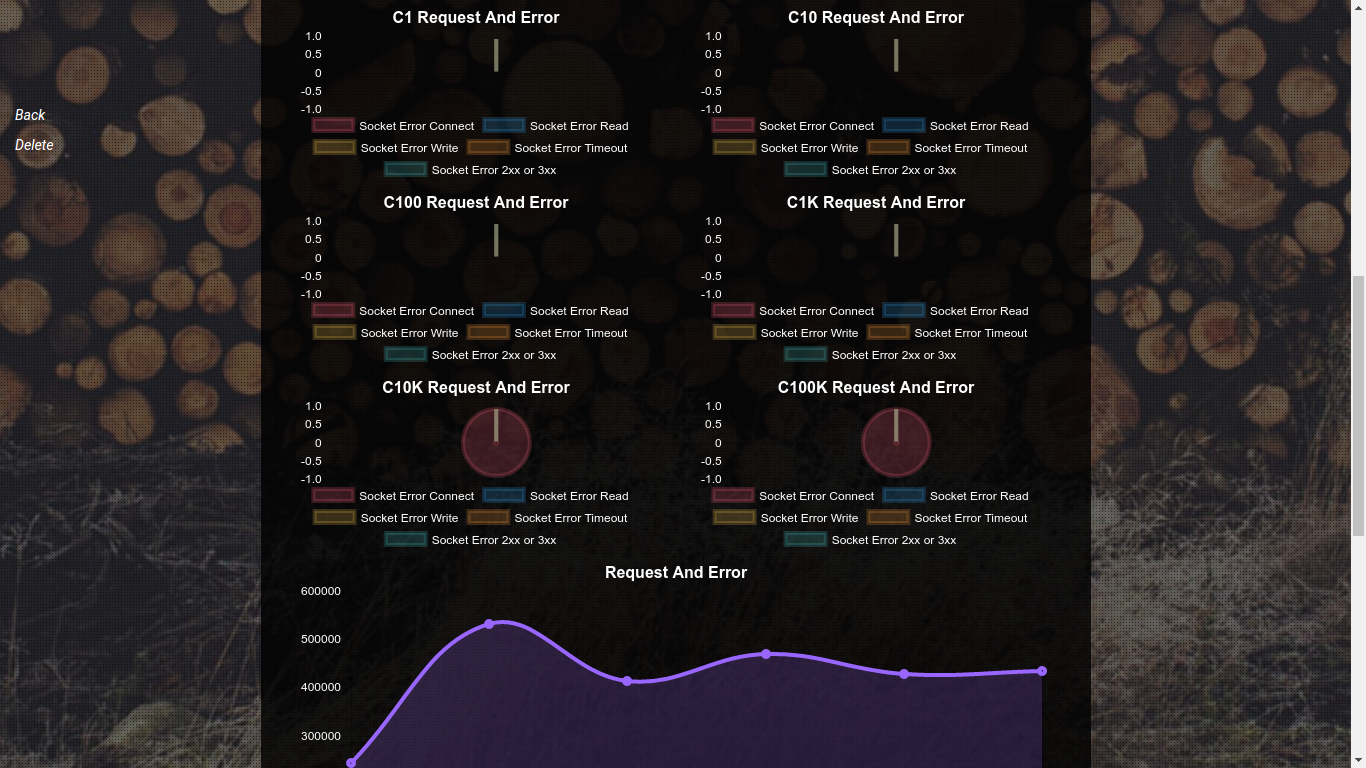 Back
Delete
C1 Request And Error
1.0
0.5
0
-0.5
-1.0
Socket Error Connect Socket Error Read
Socket Error Write Socket Error Timeout
Socket Error 2xx or 3xx
C10 Request And Error
1.0
0.5
0
-0.5
-1.0
Socket Error Connect Socket Error Read
Socket Error Write Socket Error Timeout
Socket Error 2xx or 3xx
C100 Request And Error
1.0
0.5
0
-0.5
-1.0
Socket Error Connect Socket Error Read
Socket Error Write Socket Error Timeout
Socket Error 2xx or 3xx
C1K Request And Error
1.0
0.5
0
-0.5
-1.0
Socket Error Connect Socket Error Read
Socket Error Write Socket Error Timeout
Socket Error 2xx or 3xx
C10K Request And Error
1.0
0.5
0
-0.5
-1.0
Socket Error Connect Socket Error Read
Socket Error Write Socket Error Timeout
Socket Error 2xx or 3xx
C100K Request And Error
1.0
0.5
0
-0.5
-1.0
Socket Error Connect Socket Error Read
Socket Error Write Socket Error Timeout
Socket Error 2xx or 3xx
Request And Error
600000
500000
400000
300000